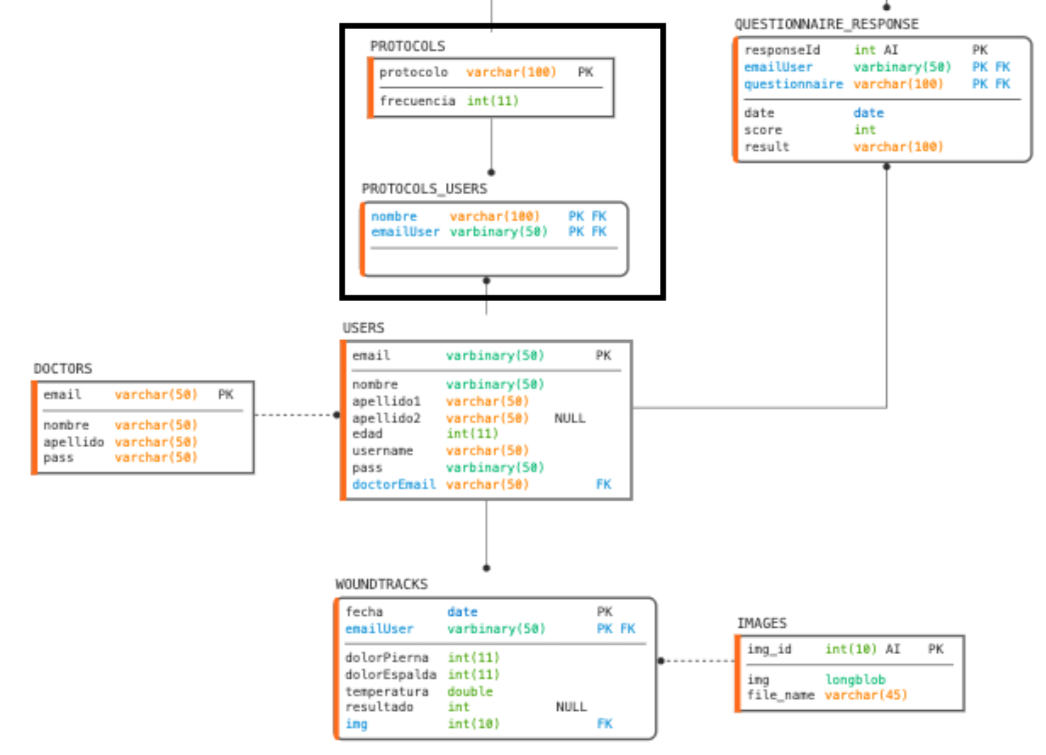 PROTOCOLS
protocolo varchar(100) PK
frecuencia int(11)
PROTOCOLS_USERS
nombre varchar(100) PK FK
emailUser varbinary(50) PK FK
QUESTIONNAIRE_RESPONSE
responseId int AI PK
emailUser varbinary(50) PK FK
questionnaire varchar(100) PK FK
date date
score int
result varchar(100)
USERS
email varbinary(50) PK
nombre varbinary(50)
apellido1 varchar(50)
apellido2 varchar(50) NULL
edad int(11)
username varchar(50)
pass varbinary(50)
doctorEmail varchar(50) FK
DOCTORS
email varchar(50) PK
nombre varchar(50)
apellido varchar(50)
pass varchar(50)
WOUNDTRACKS
fecha date PK
emailUser varbinary(50) PK FK
dolorPierna int(11)
dolorEspalda int(11)
temperatura double
resultado int NULL
img int(10) FK
IMAGES
img_id int(10) AI PK
img longblob
file_name varchar(45)